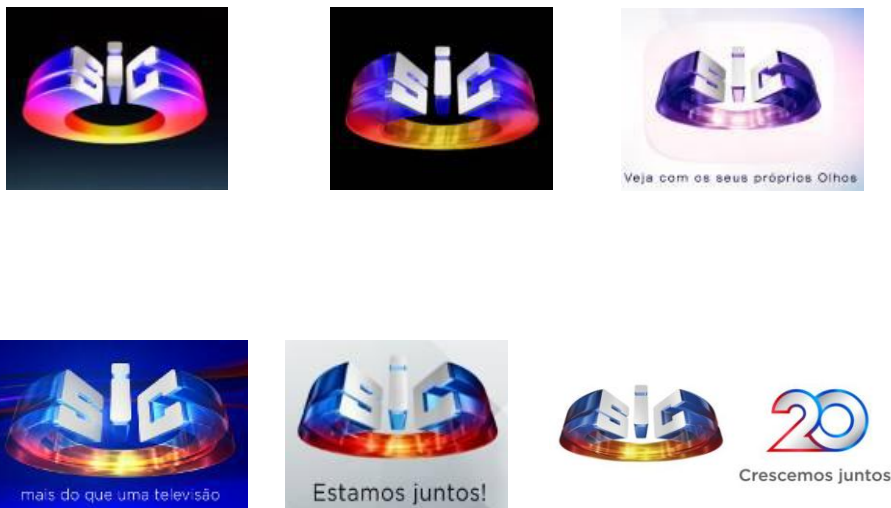 SIC
SIC
SIC
Veja com os seus próprios Olhos
SIC
mais do que uma televisão
SIC
Estamos juntos!
SIC
20
Crescemos juntos